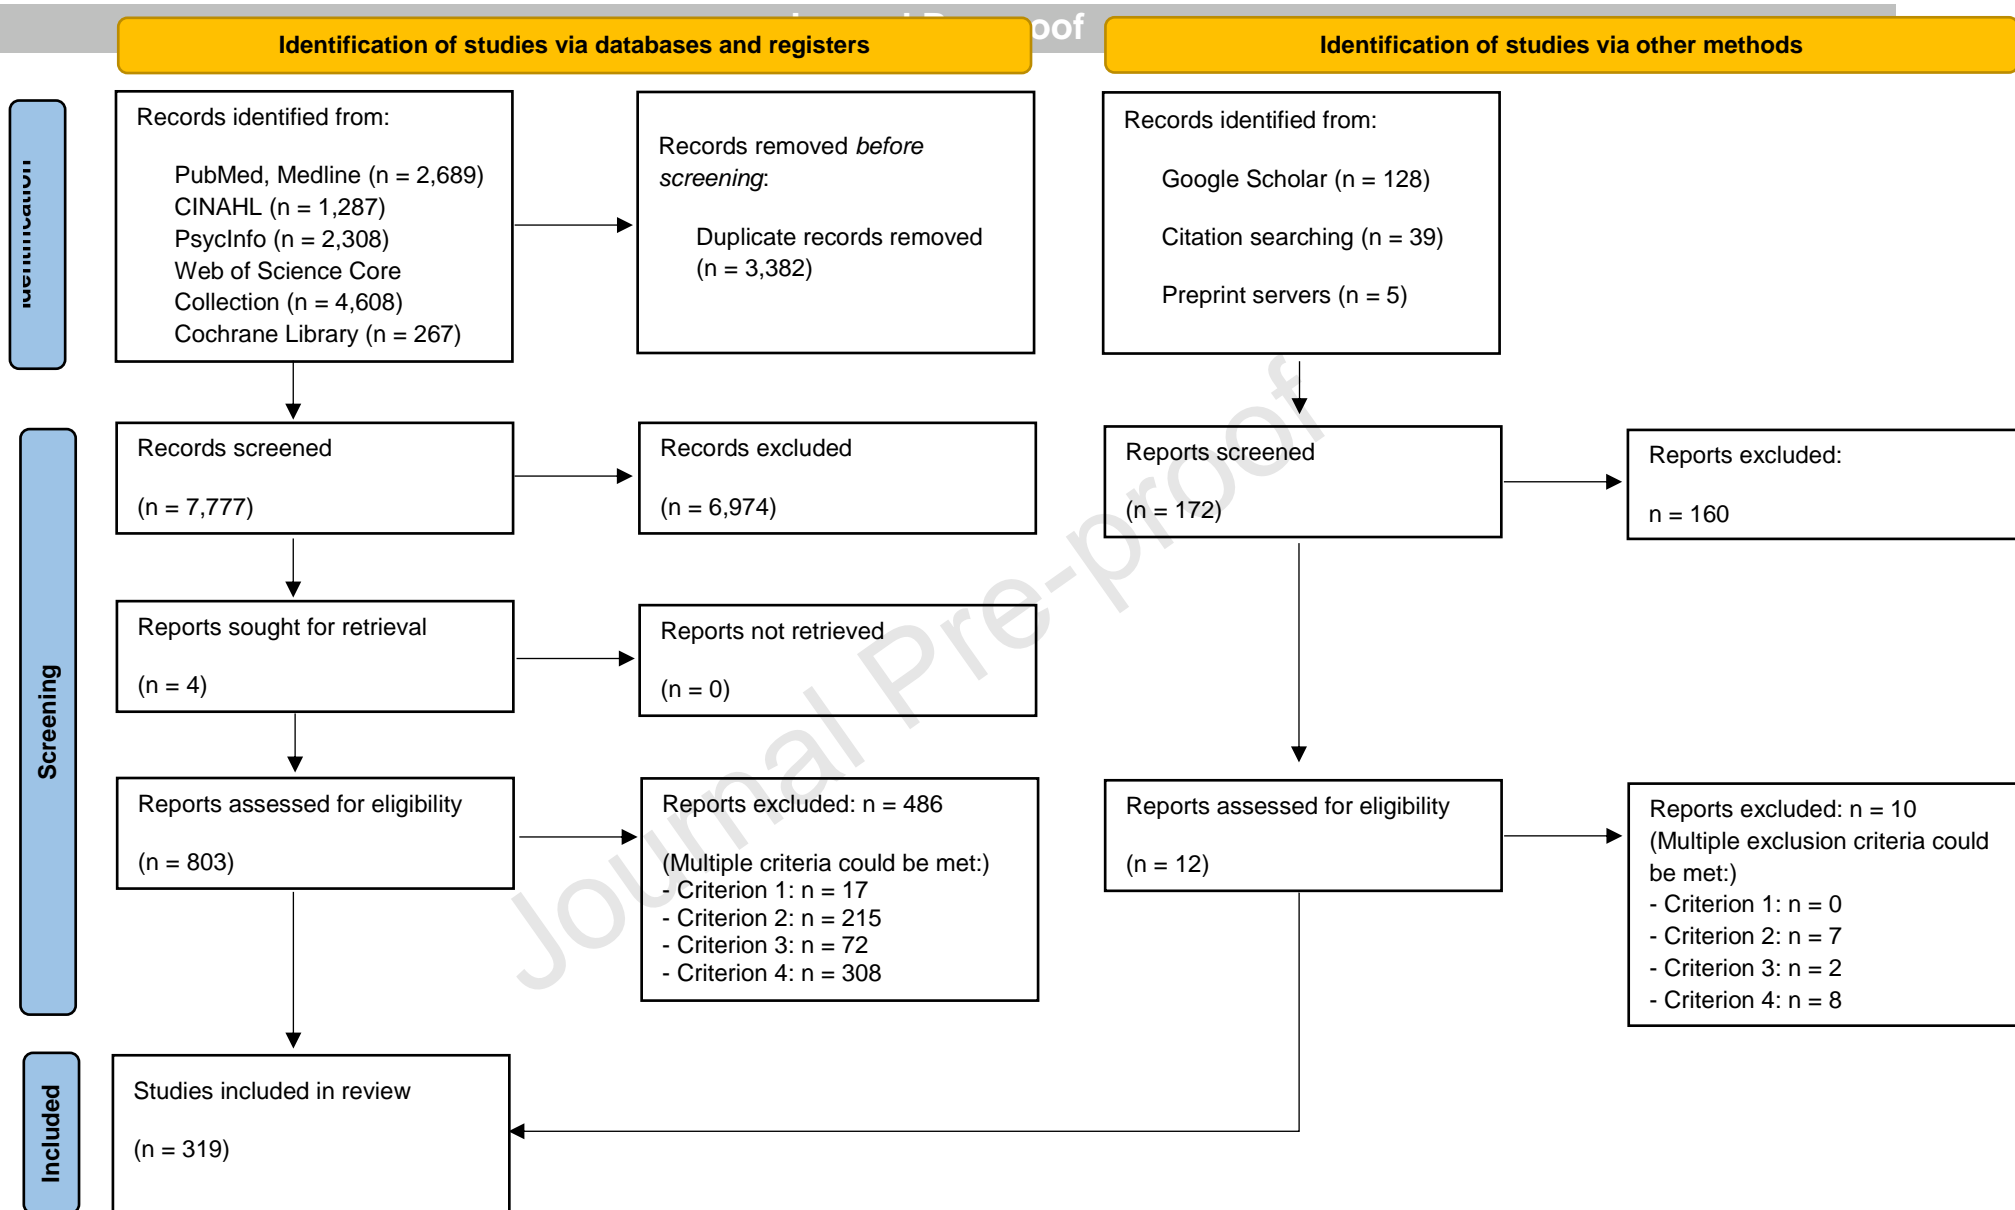 oof
Identification of studies via databases and registers
Identification of studies via other methods
Identification
Records identified from:
PubMed, Medline (n = 2,689)
CINAHL (n = 1,287)
PsycInfo (n = 2,308)
Web of Science Core
Collection (n = 4,608)
Cochrane Library (n = 267)
Records removed before
screening:
Duplicate records removed
(n = 3,382)
Records identified from:
Google Scholar (n = 128)
Citation searching (n = 39)
Preprint servers (n = 5)
Screening
Records screened
(n = 7,777)
Records excluded
(n = 6,974)
Reports screened
(n = 172)
Reports excluded:
n = 160
Reports sought for retrieval
(n = 4)
Reports not retrieved
(n = 0)
Reports assessed for eligibility
(n = 803)
Reports excluded: n = 486
(Multiple criteria could be met:)
- Criterion 1: n = 17
- Criterion 2: n = 215
- Criterion 3: n = 72
- Criterion 4: n = 308
Reports assessed for eligibility
(n = 12)
Reports excluded: n = 10
(Multiple exclusion criteria could
be met:)
- Criterion 1: n = 0
- Criterion 2: n = 7
- Criterion 3: n = 2
- Criterion 4: n = 8
Included
Studies included in review
(n = 319)
Journal Pre-proof